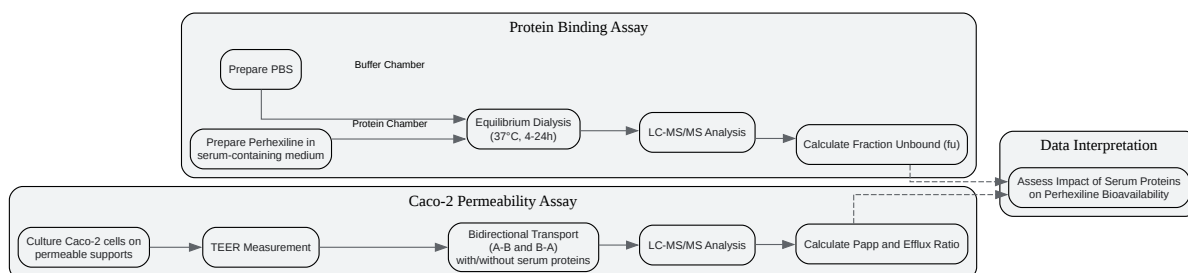 Protein Binding Assay
Prepare PBS
Buffer Chamber
Protein Chamber
Prepare Perhexiline in
serum-containing medium
Equilibrium Dialysis
(37°C, 4-24h)
LC-MS/MS Analysis
Calculate Fraction Unbound (fu)
Data Interpretation
Assess Impact of Serum Proteins
on Perhexiline Bioavailability
Caco-2 Permeability Assay
Culture Caco-2 cells on
permeable supports
TEER Measurement
Bidirectional Transport
(A-B and B-A)
with/without serum proteins
LC-MS/MS Analysis
Calculate Papp and Efflux Ratio